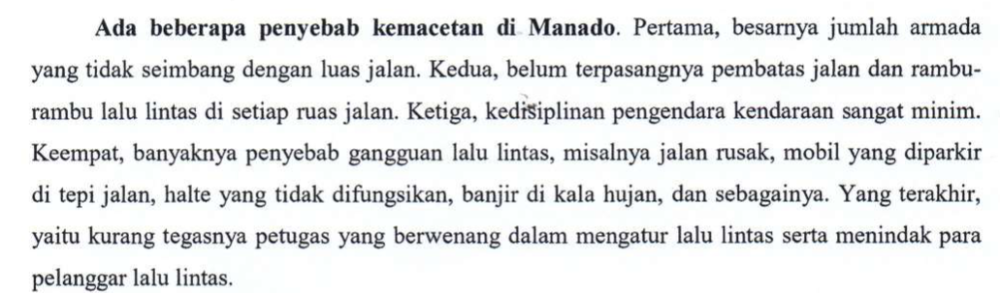 Ada beberapa penyebab kemacetan di Manado. Pertama, besarnya jumlah armada
yang tidak seimbang dengan luas jalan. Kedua, belum terpasangnya pembatas jalan dan rambu-
rambu lalu lintas di setiap ruas jalan. Ketiga, kedisiplinan pengendara kendaraan sangat minim.
Keempat, banyaknya penyebab gangguan lalu lintas, misalnya jalan rusak, mobil yang diparkir
di tepi jalan, halte yang tidak difungsikan, banjir di kala hujan, dan sebagainya. Yang terakhir,
yaitu kurang tegasnya petugas yang berwenang dalam mengatur lalu lintas serta menindak para
pelanggar lalu lintas.